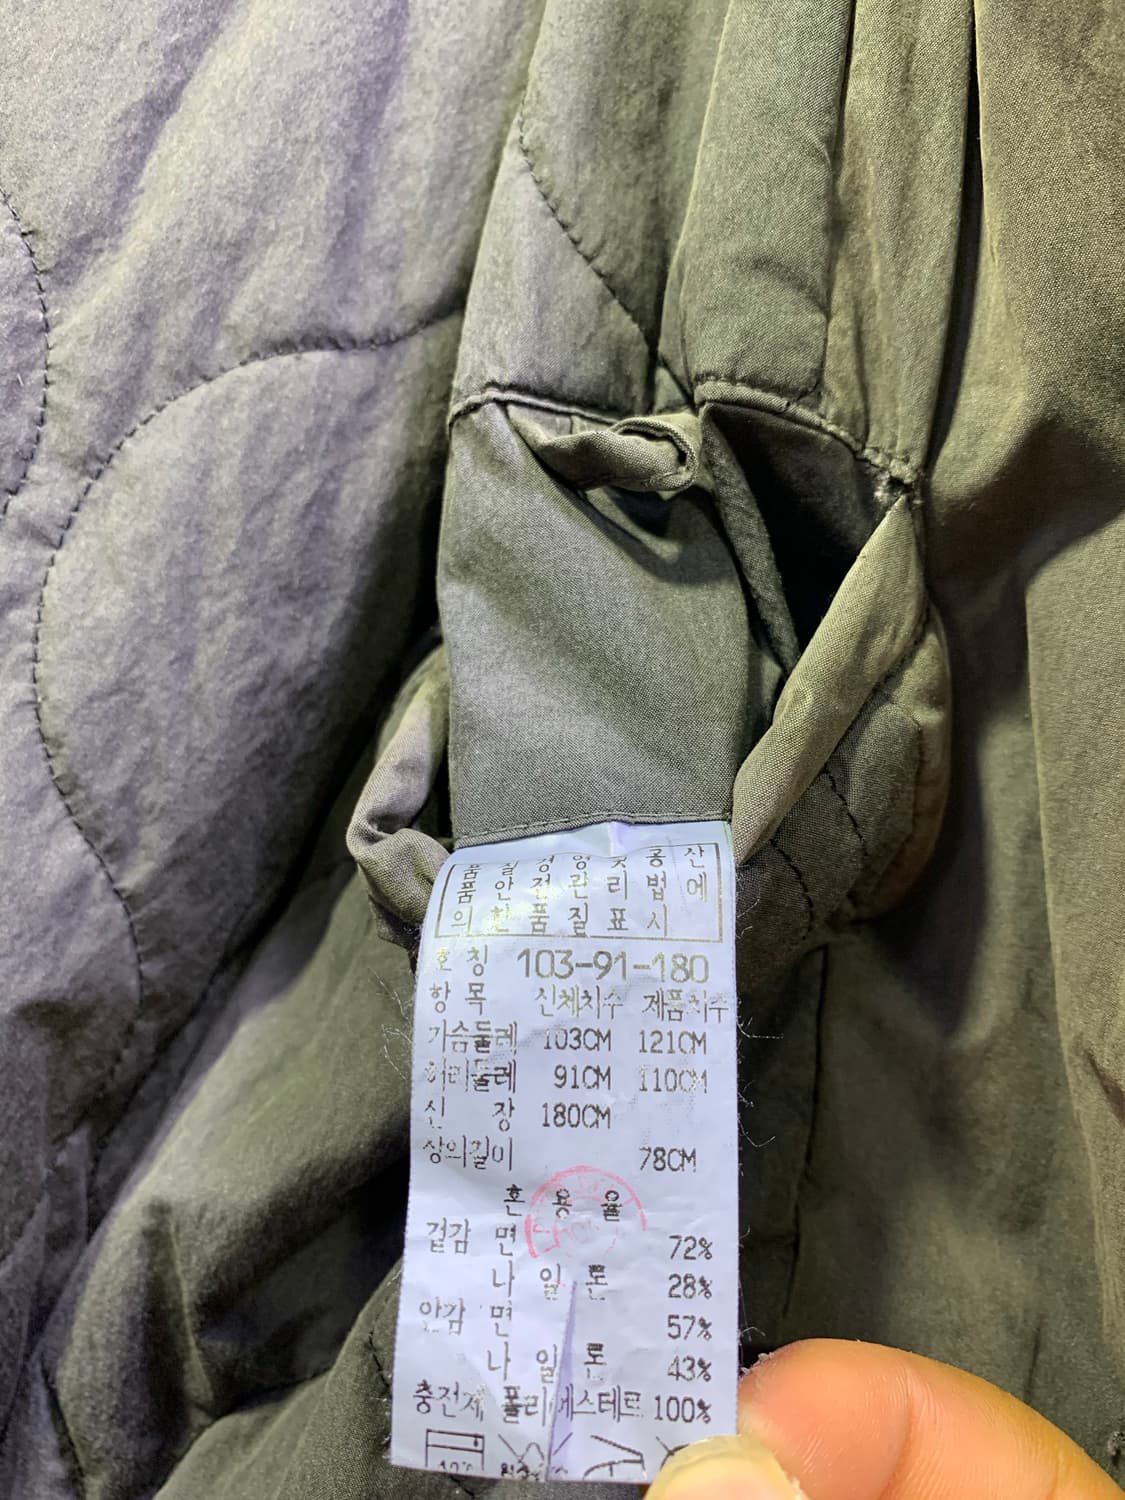 품질경영및공산
품안전관리법에
의한품질표시
호칭 103-91-180
항목 신체치수 제품치수
가슴둘레 103CM 121CM
허리둘레 91CM 110CM
신 장 180CM
상의길이 78CM
혼 용 율
겉감 면 72%
나 일 론 28%
안감 면 57%
나 일 론 43%
충전재 폴리에스테르 100%